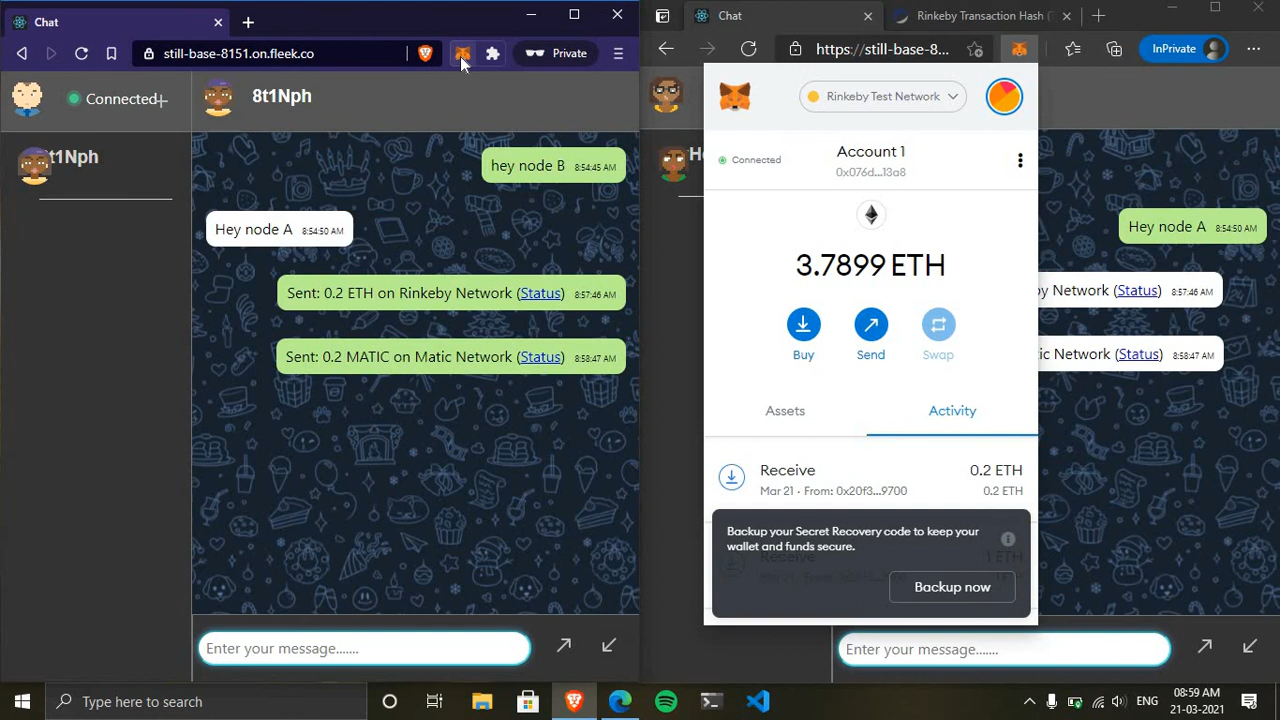 Chat
still-base-8151.on.fleek.co
Private
Connected
8t1Nph
t1Nph
hey node B 8:54:45 AM
Hey node A 8:54:50 AM
Sent: 0.2 ETH on Rinkeby Network (Status) 8:57:46 AM
Sent: 0.2 MATIC on Matic Network (Status) 8:58:47 AM
Enter your message.......
Chat
Rinkeby Transaction Hash (
https://still-base-8...
InPrivate
Rinkeby Test Network
Connected
Account 1
0x076d...13a8
3.7899 ETH
Buy
Send
Swap
Assets
Activity
Receive
0.2 ETH
Mar 21 • From: 0x20f3...9700
0.2 ETH
Backup your Secret Recovery code to keep your
wallet and funds secure.
Receive
1 ETH
Backup now
He
Hey node A 8:54:50 AM
y Network (Status) 8:57:46 AM
ic Network (Status) 8:58:47 AM
Enter your message.......
Type here to search
ENG
08:59 AM
21-03-2021